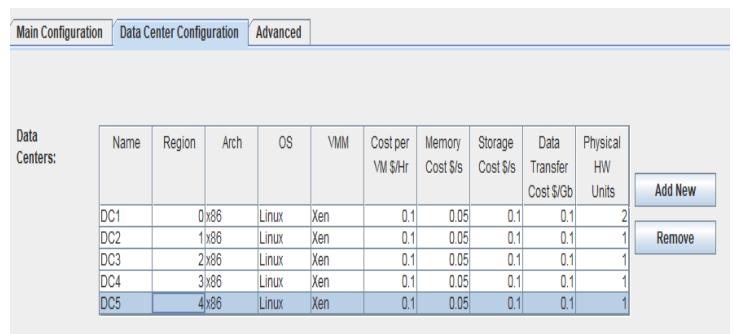 Main Configuration Data Center Configuration Advanced
Data Centers:
Name Region Arch OS VMM Cost per VM $/Hr Memory Cost $/s Storage Cost $/s Data Transfer Cost $/Gb Physical HW Units
DC1 0 x86 Linux Xen 0.1 0.05 0.1 0.1 2
DC2 1 x86 Linux Xen 0.1 0.05 0.1 0.1 1
DC3 2 x86 Linux Xen 0.1 0.05 0.1 0.1 1
DC4 3 x86 Linux Xen 0.1 0.05 0.1 0.1 1
DC5 4 x86 Linux Xen 0.1 0.05 0.1 0.1 1
Add New
Remove